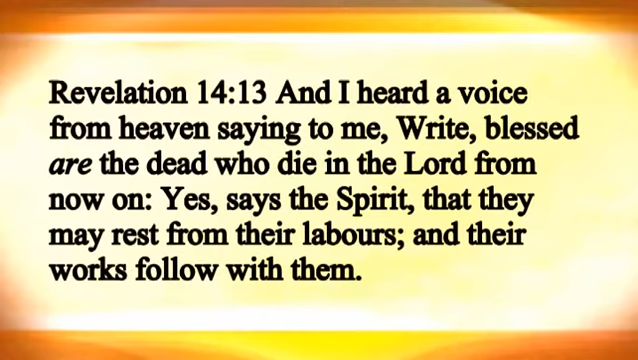 Revelation 14:13 And I heard a voice
from heaven saying to me, Write, blessed
are the dead who die in the Lord from
now on: Yes, says the Spirit, that they
may rest from their labours; and their
works follow with them.